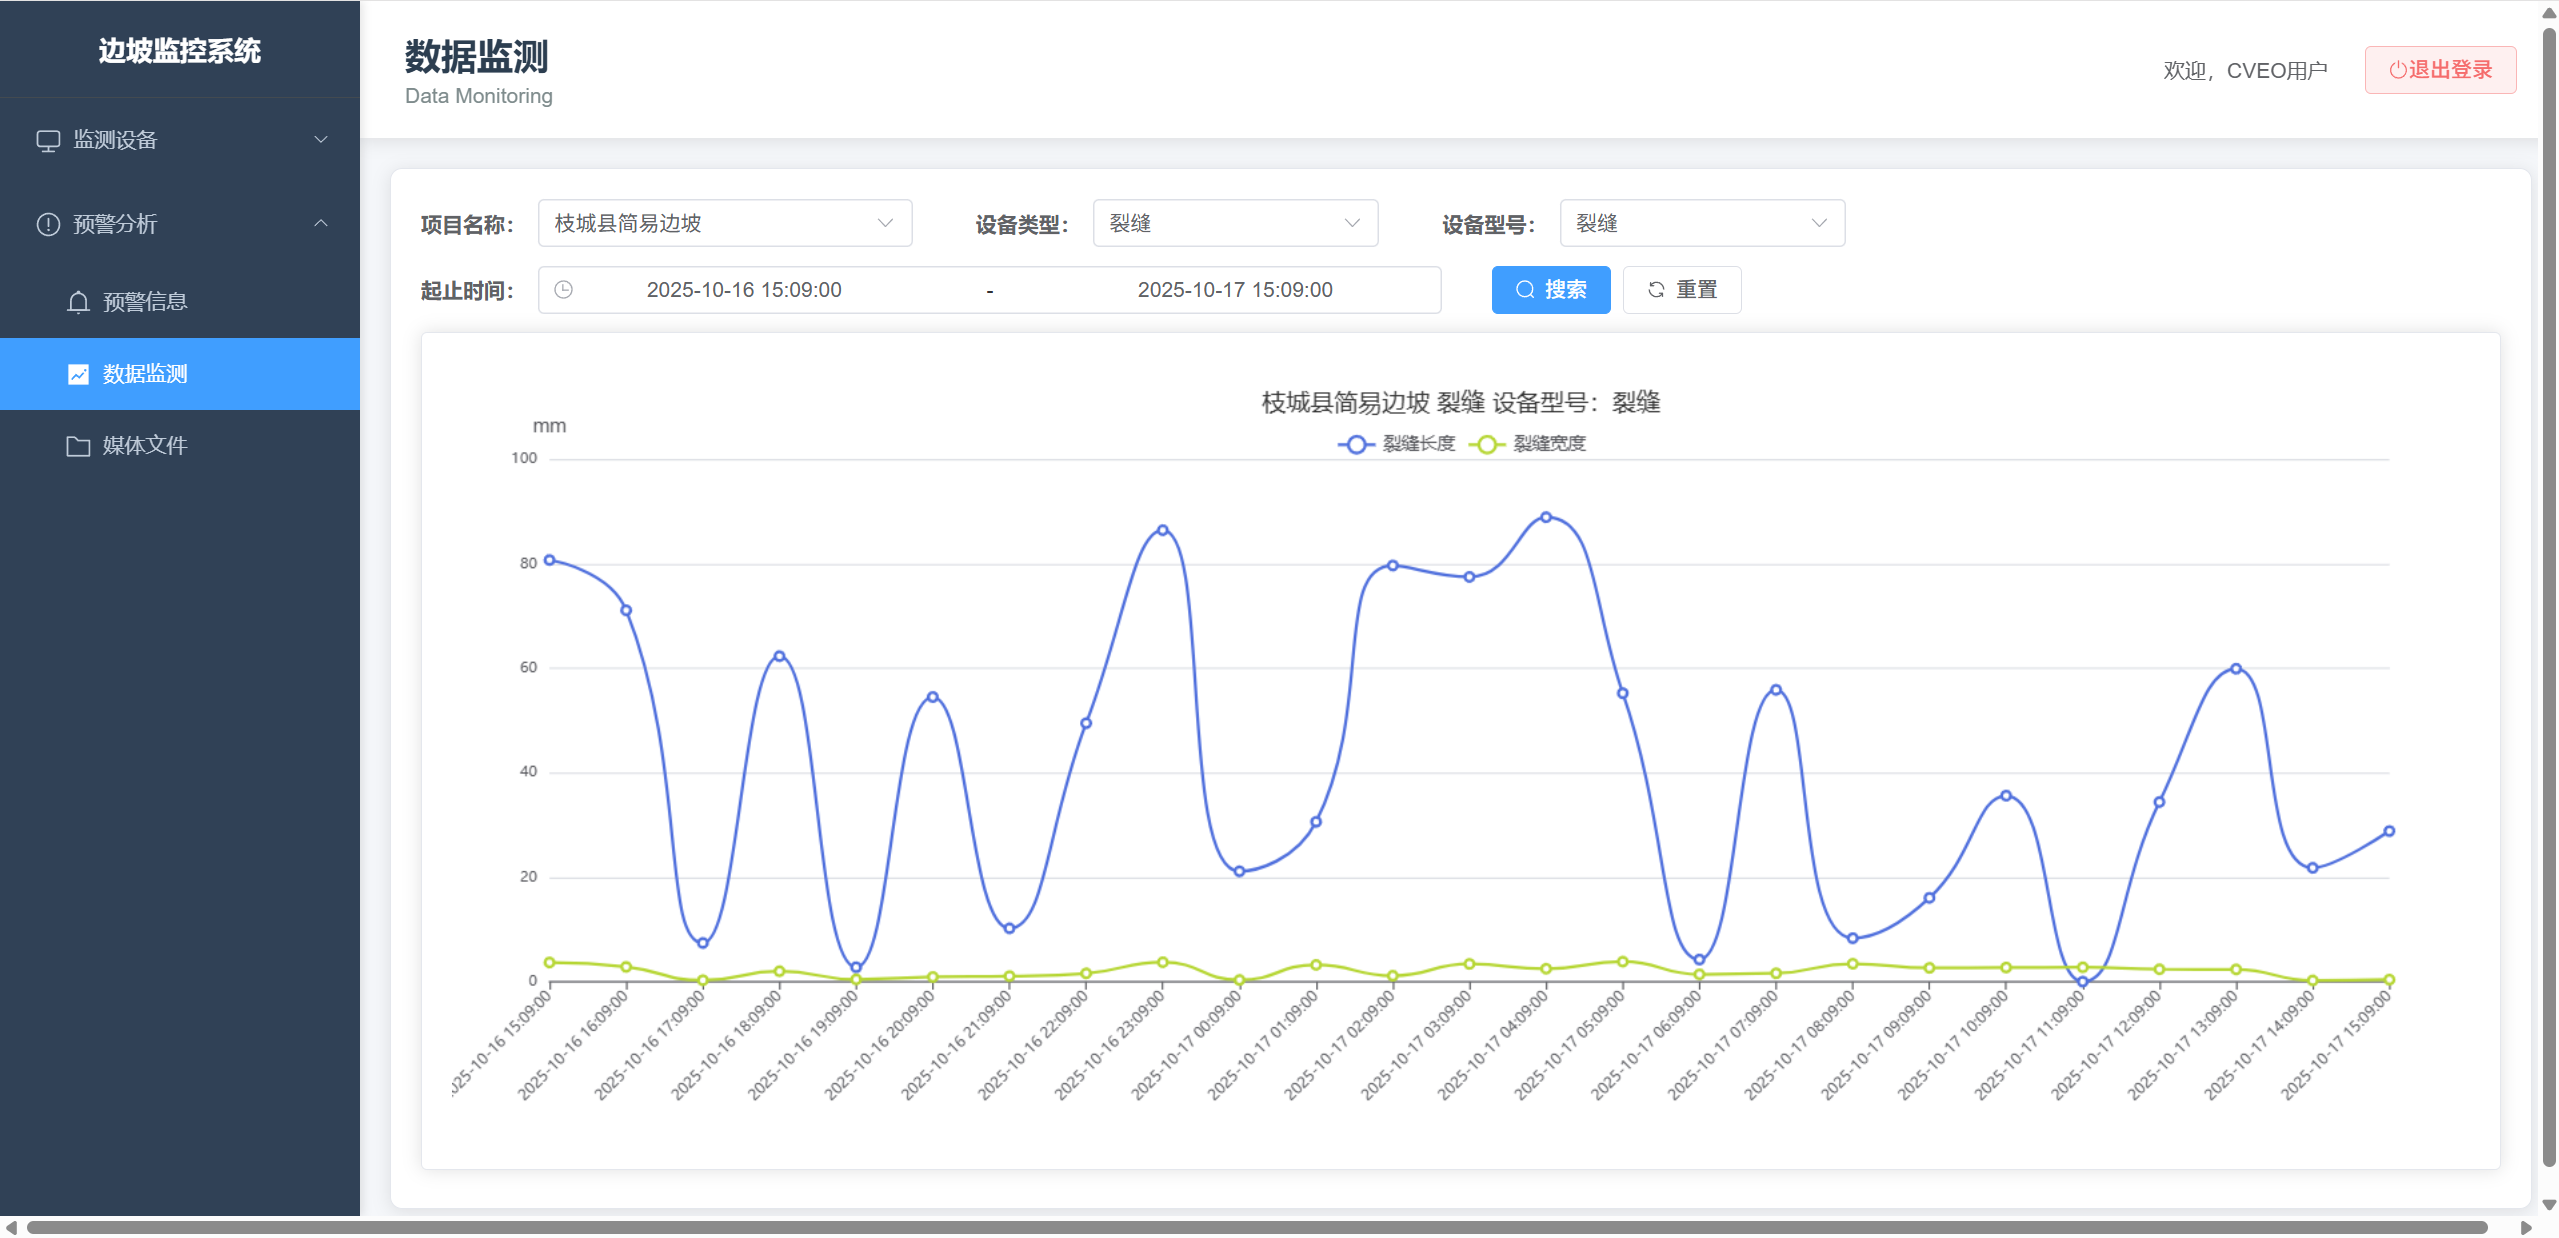 边坡监控系统
监测设备
预警分析
预警信息
数据监测
媒体文件
数据监测
Data Monitoring
欢迎，CVEO用户
退出登录
项目名称： 枝城县简易边坡 设备类型： 裂缝 设备型号： 裂缝
起止时间： 2025-10-16 15:09:00 - 2025-10-17 15:09:00 搜索 重置
枝城县简易边坡 裂缝 设备型号：裂缝
裂缝长度 裂缝宽度
mm
100
80
60
40
20
0
025-10-16 15:09:00
2025-10-16 16:09:00
2025-10-16 17:09:00
2025-10-16 18:09:00
2025-10-16 19:09:00
2025-10-16 20:09:00
2025-10-16 21:09:00
2025-10-16 22:09:00
2025-10-16 23:09:00
2025-10-17 00:09:00
2025-10-17 01:09:00
2025-10-17 02:09:00
2025-10-17 03:09:00
2025-10-17 04:09:00
2025-10-17 05:09:00
2025-10-17 06:09:00
2025-10-17 07:09:00
2025-10-17 08:09:00
2025-10-17 09:09:00
2025-10-17 10:09:00
2025-10-17 11:09:00
2025-10-17 12:09:00
2025-10-17 13:09:00
2025-10-17 14:09:00
2025-10-17 15:09:00